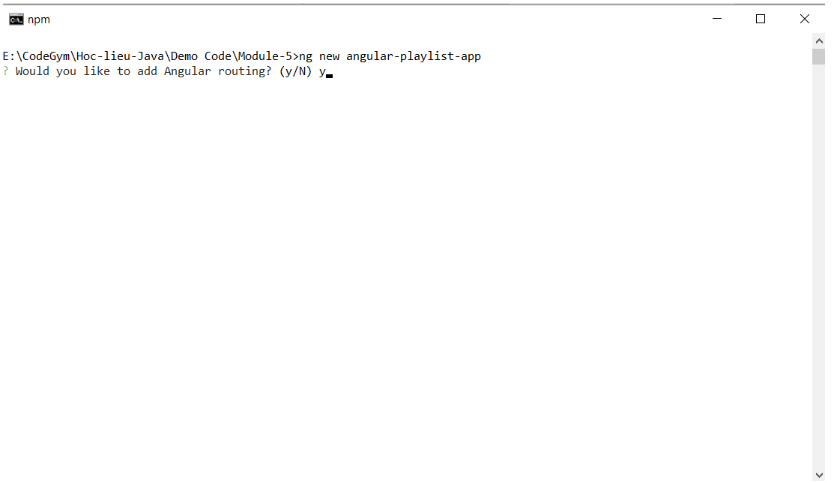 npm
E:\CodeGym\Hoc-lieu-Java\Demo Code\Module-5>ng new angular-playlist-app
? Would you like to add Angular routing? (y/N) y